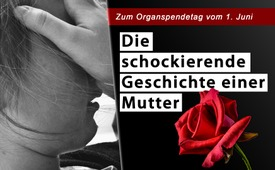 Zum Organspendetag vom 1. Juni
Die
schockierende
Geschichte einer
Mutter